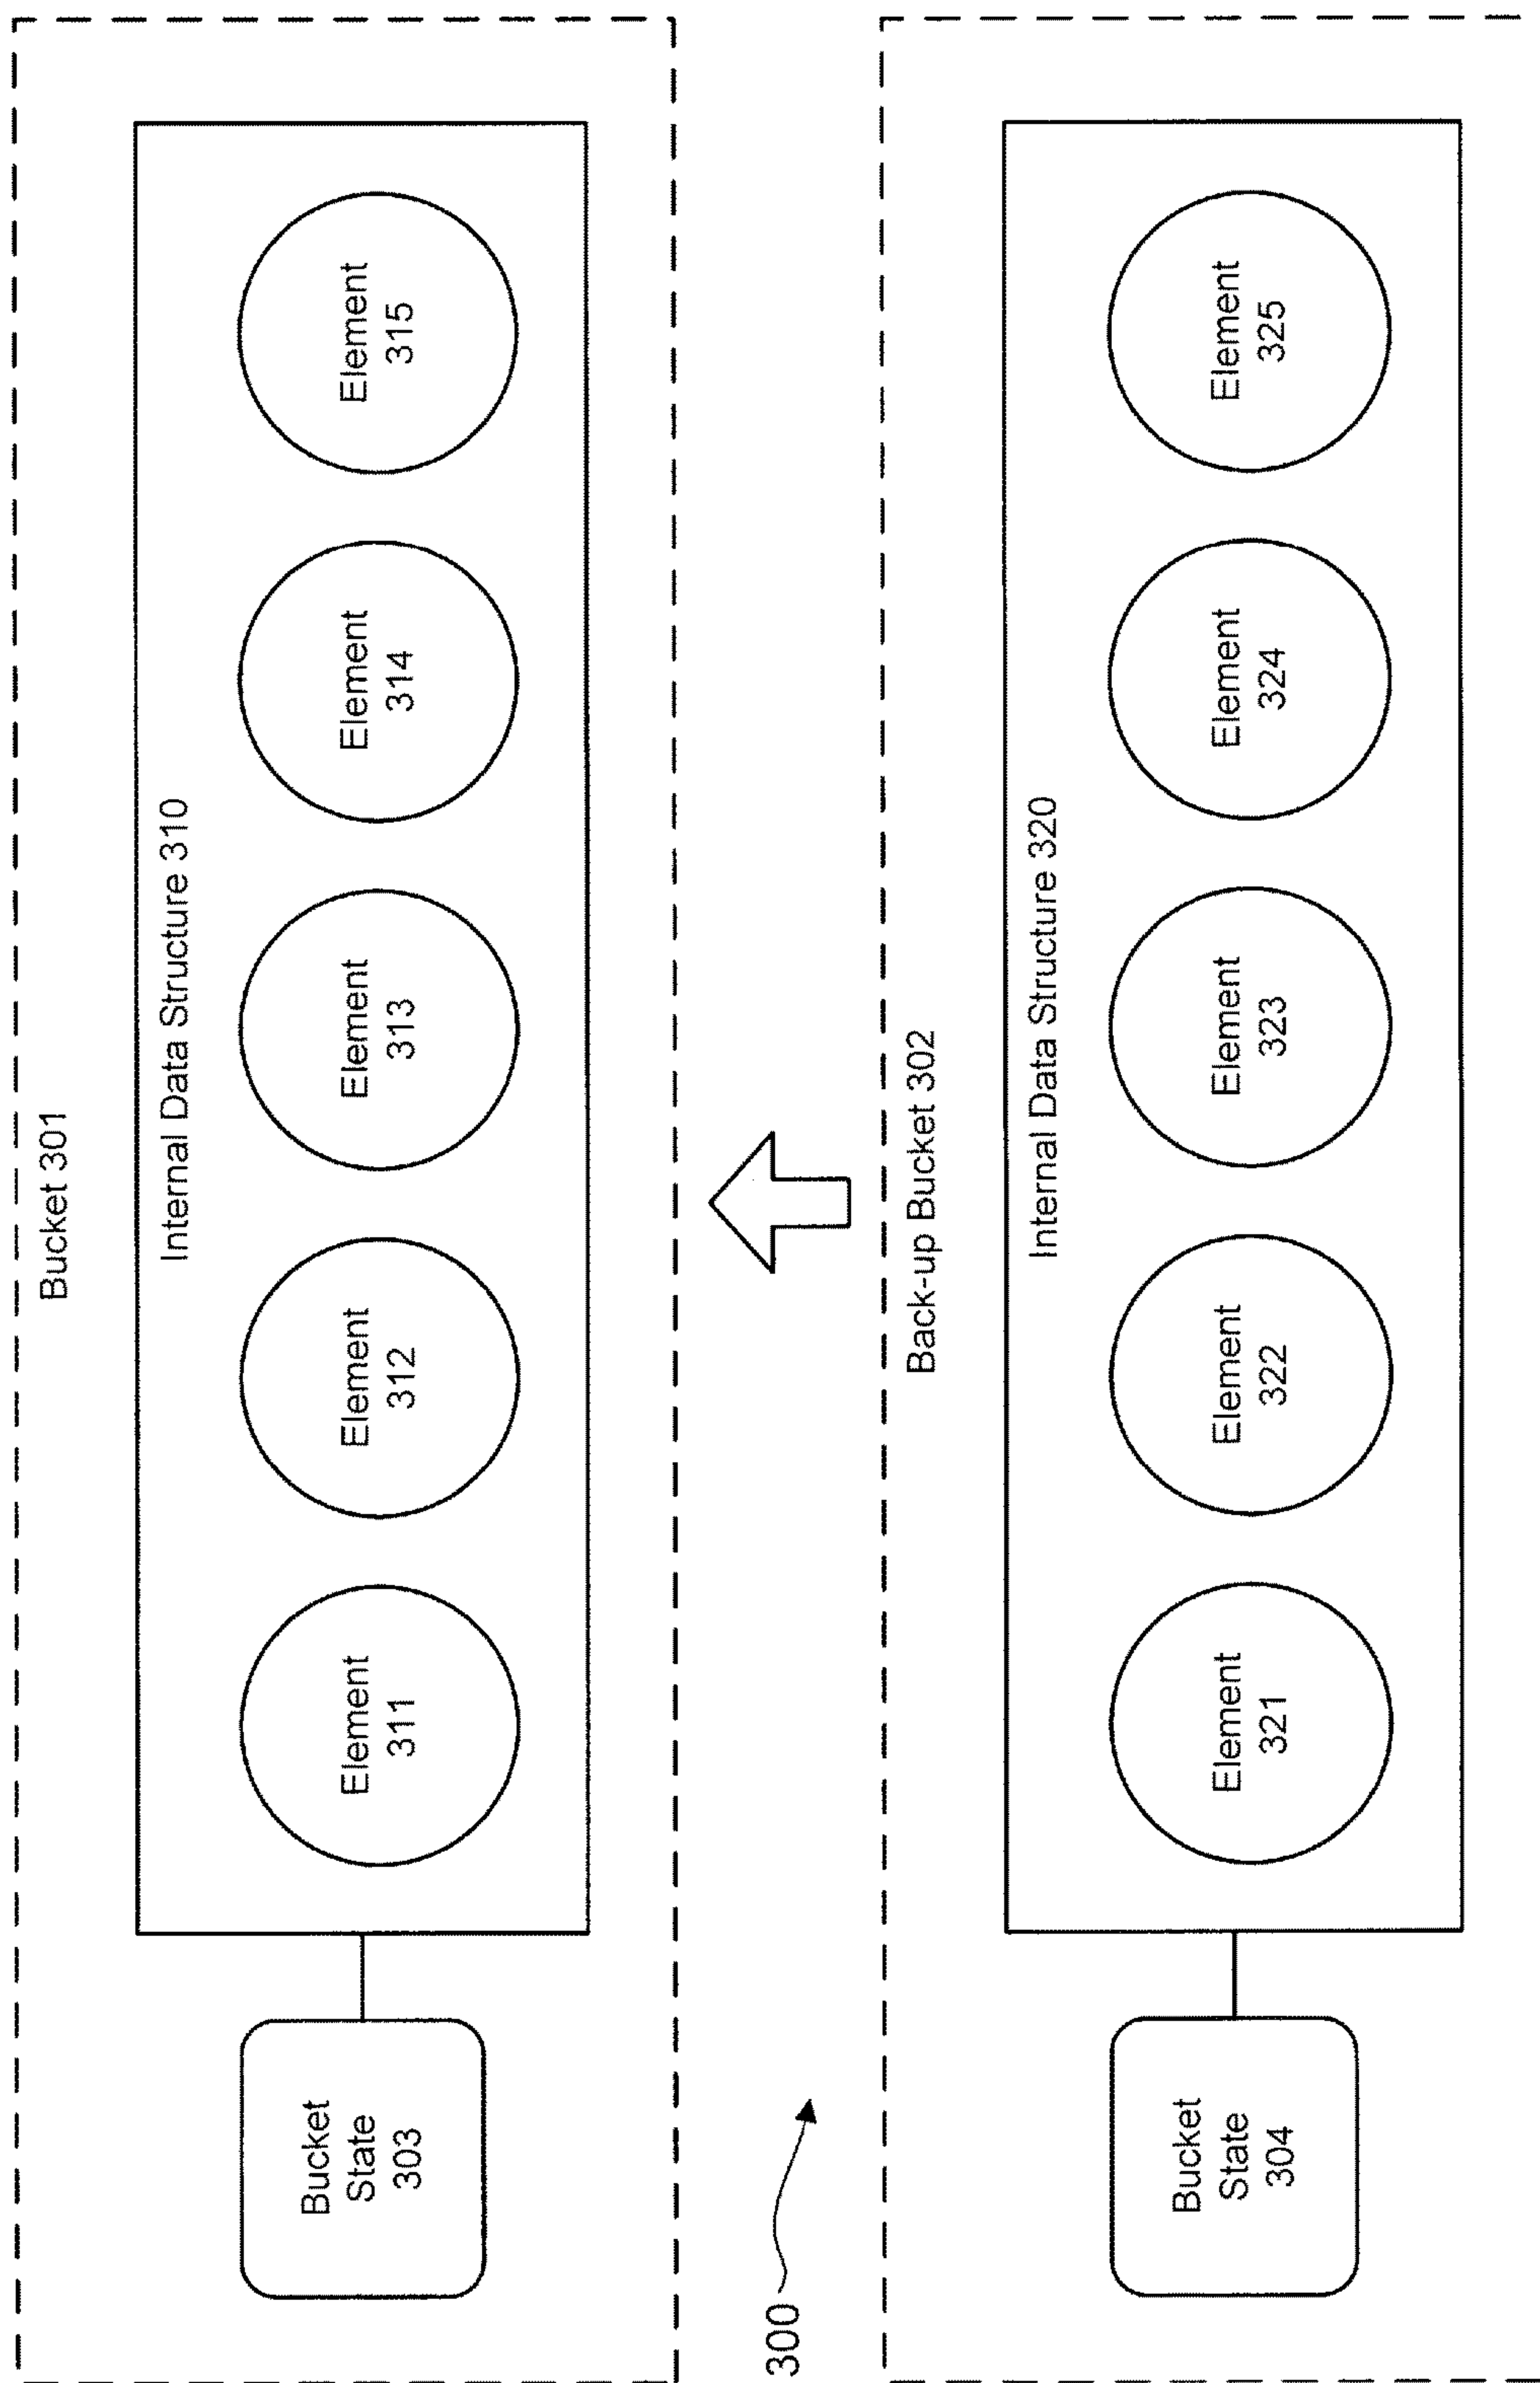 Bucket 301
Internal Data Structure 310
Bucket
State
303
Element
311
Element
312
Element
313
Element
314
Element
315
300
Back-up Bucket 302
Internal Data Structure 320
Bucket
State
304
Element
321
Element
322
Element
323
Element
324
Element
325